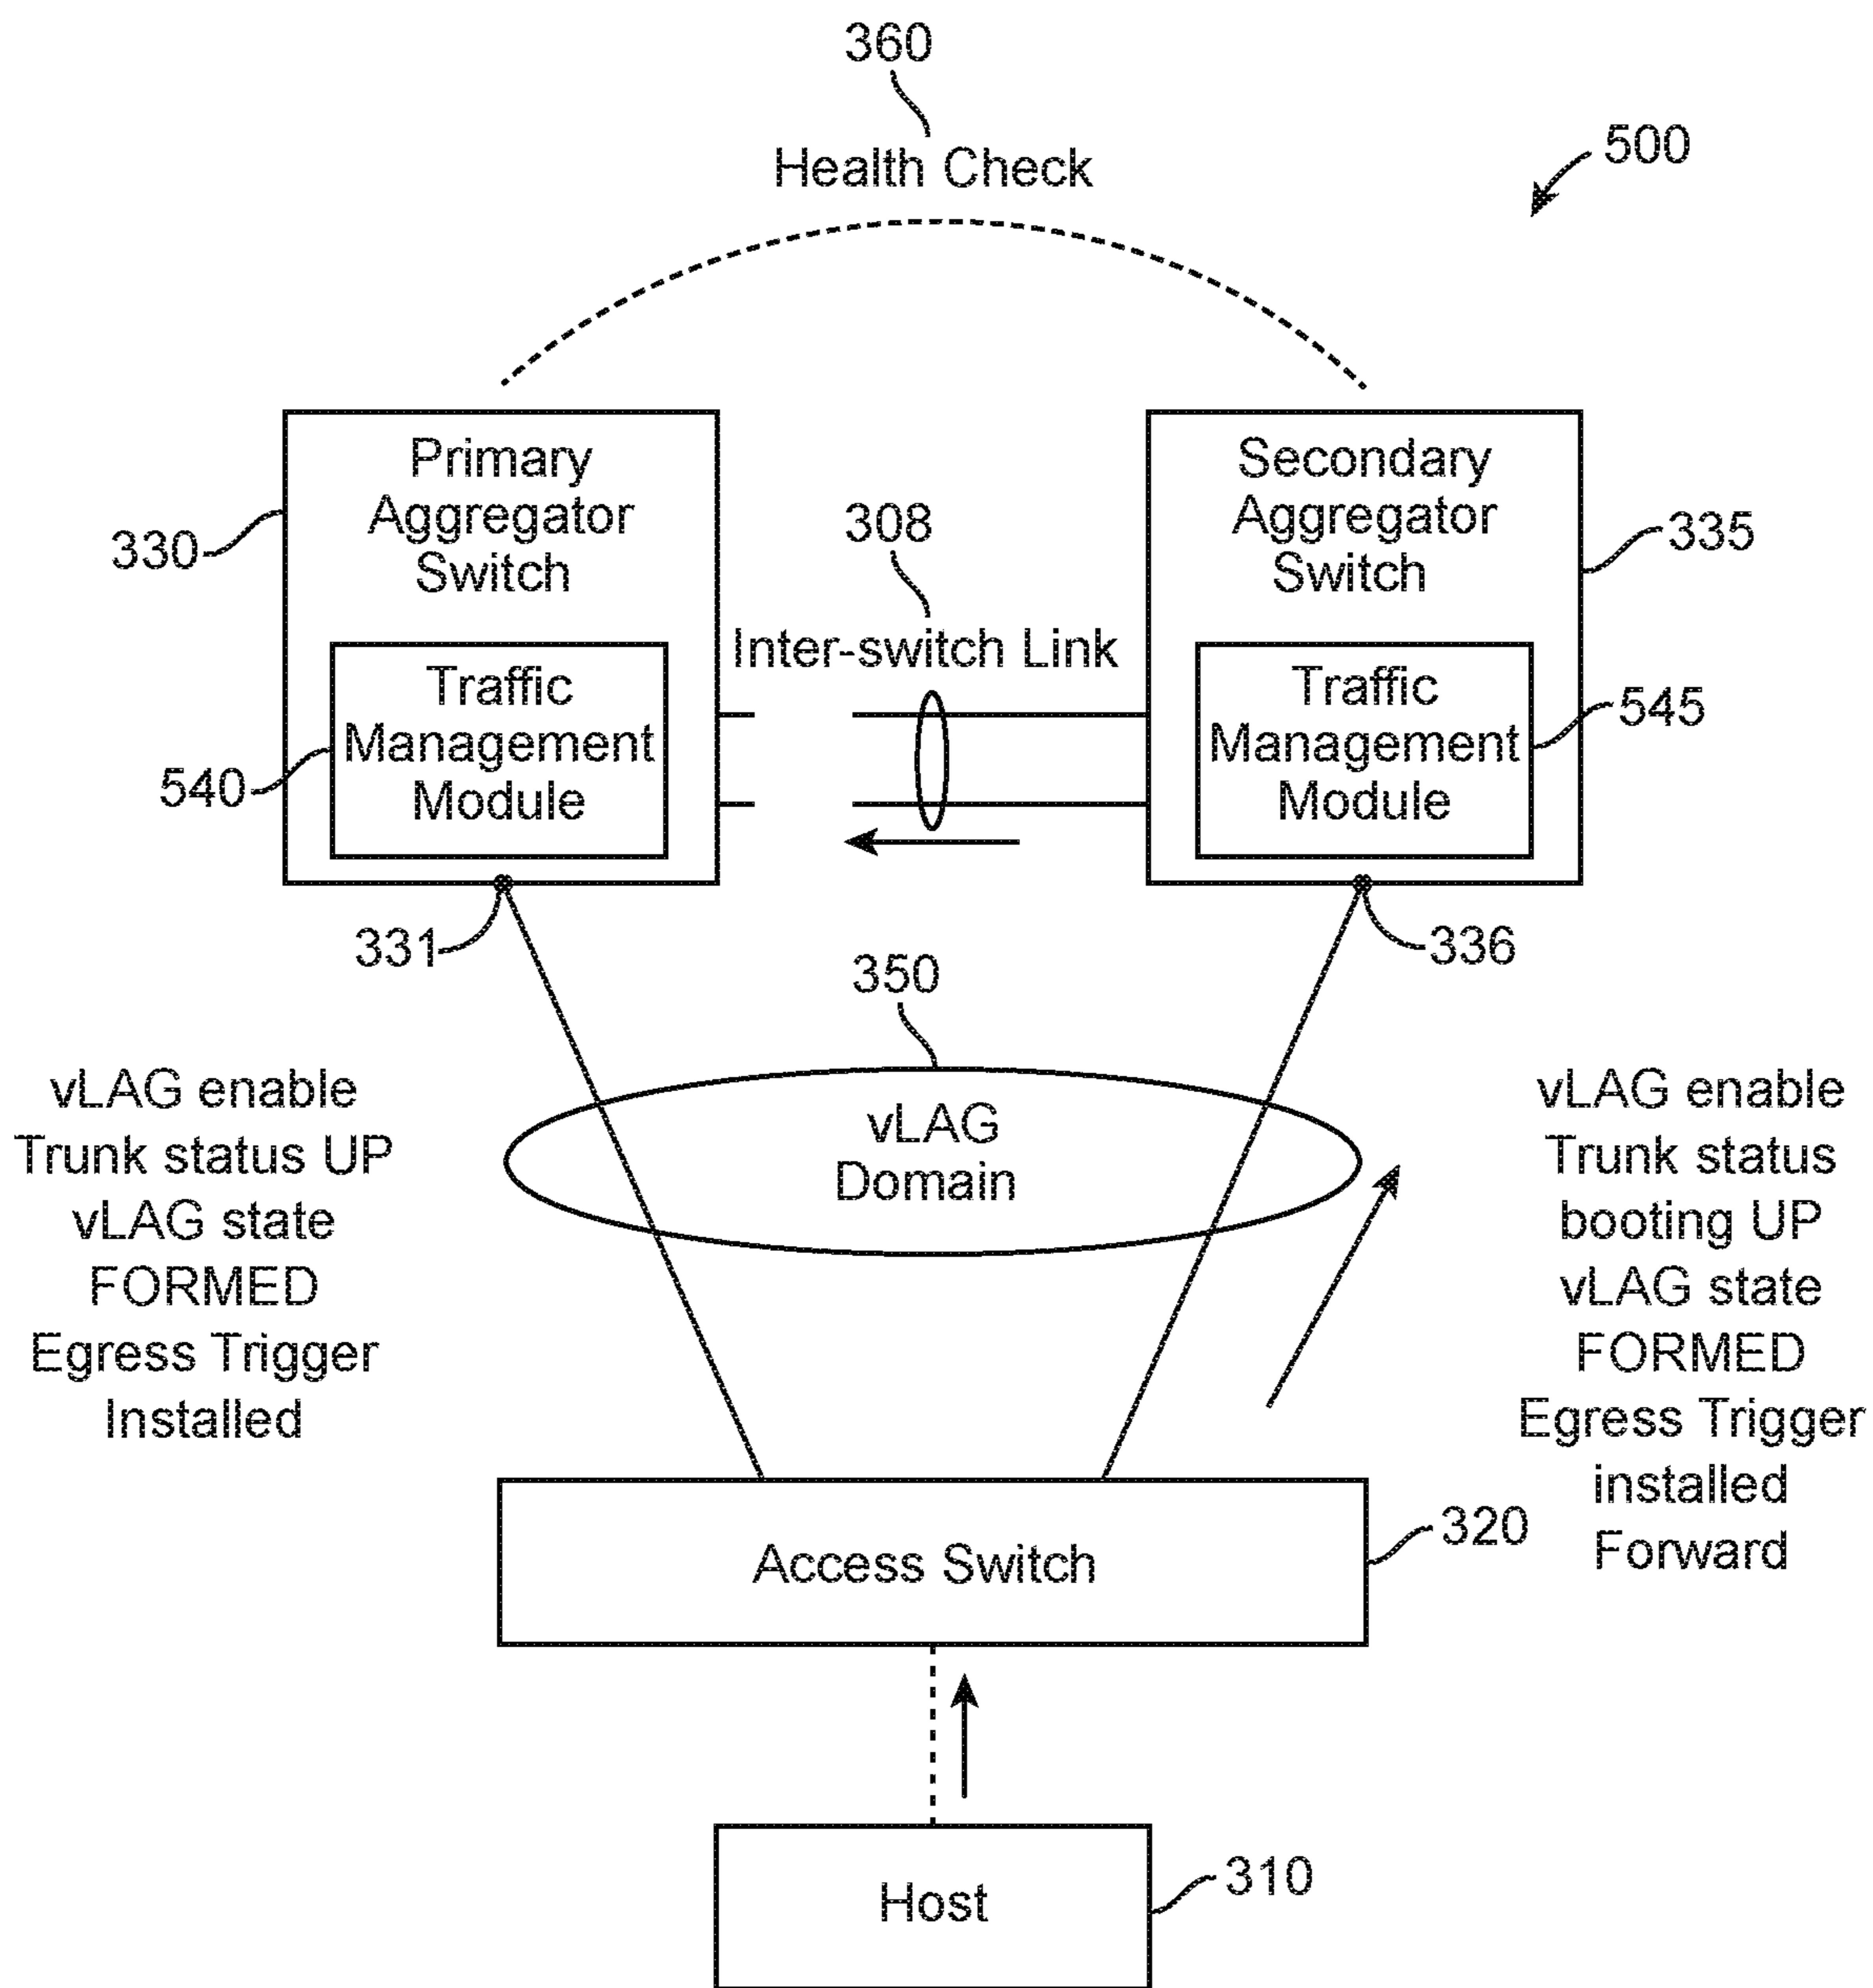 360
Health Check
500
Primary
Aggregator
Switch
330
308
Inter-switch Link
Secondary
Aggregator
Switch
335
Traffic
Management
Module
540
Traffic
Management
Module
545
331
336
350
vLAG
Domain
vLAG enable
Trunk status UP
vLAG state
FORMED
Egress Trigger
Installed
vLAG enable
Trunk status
booting UP
vLAG state
FORMED
Egress Trigger
installed
Forward
Access Switch
320
Host
310